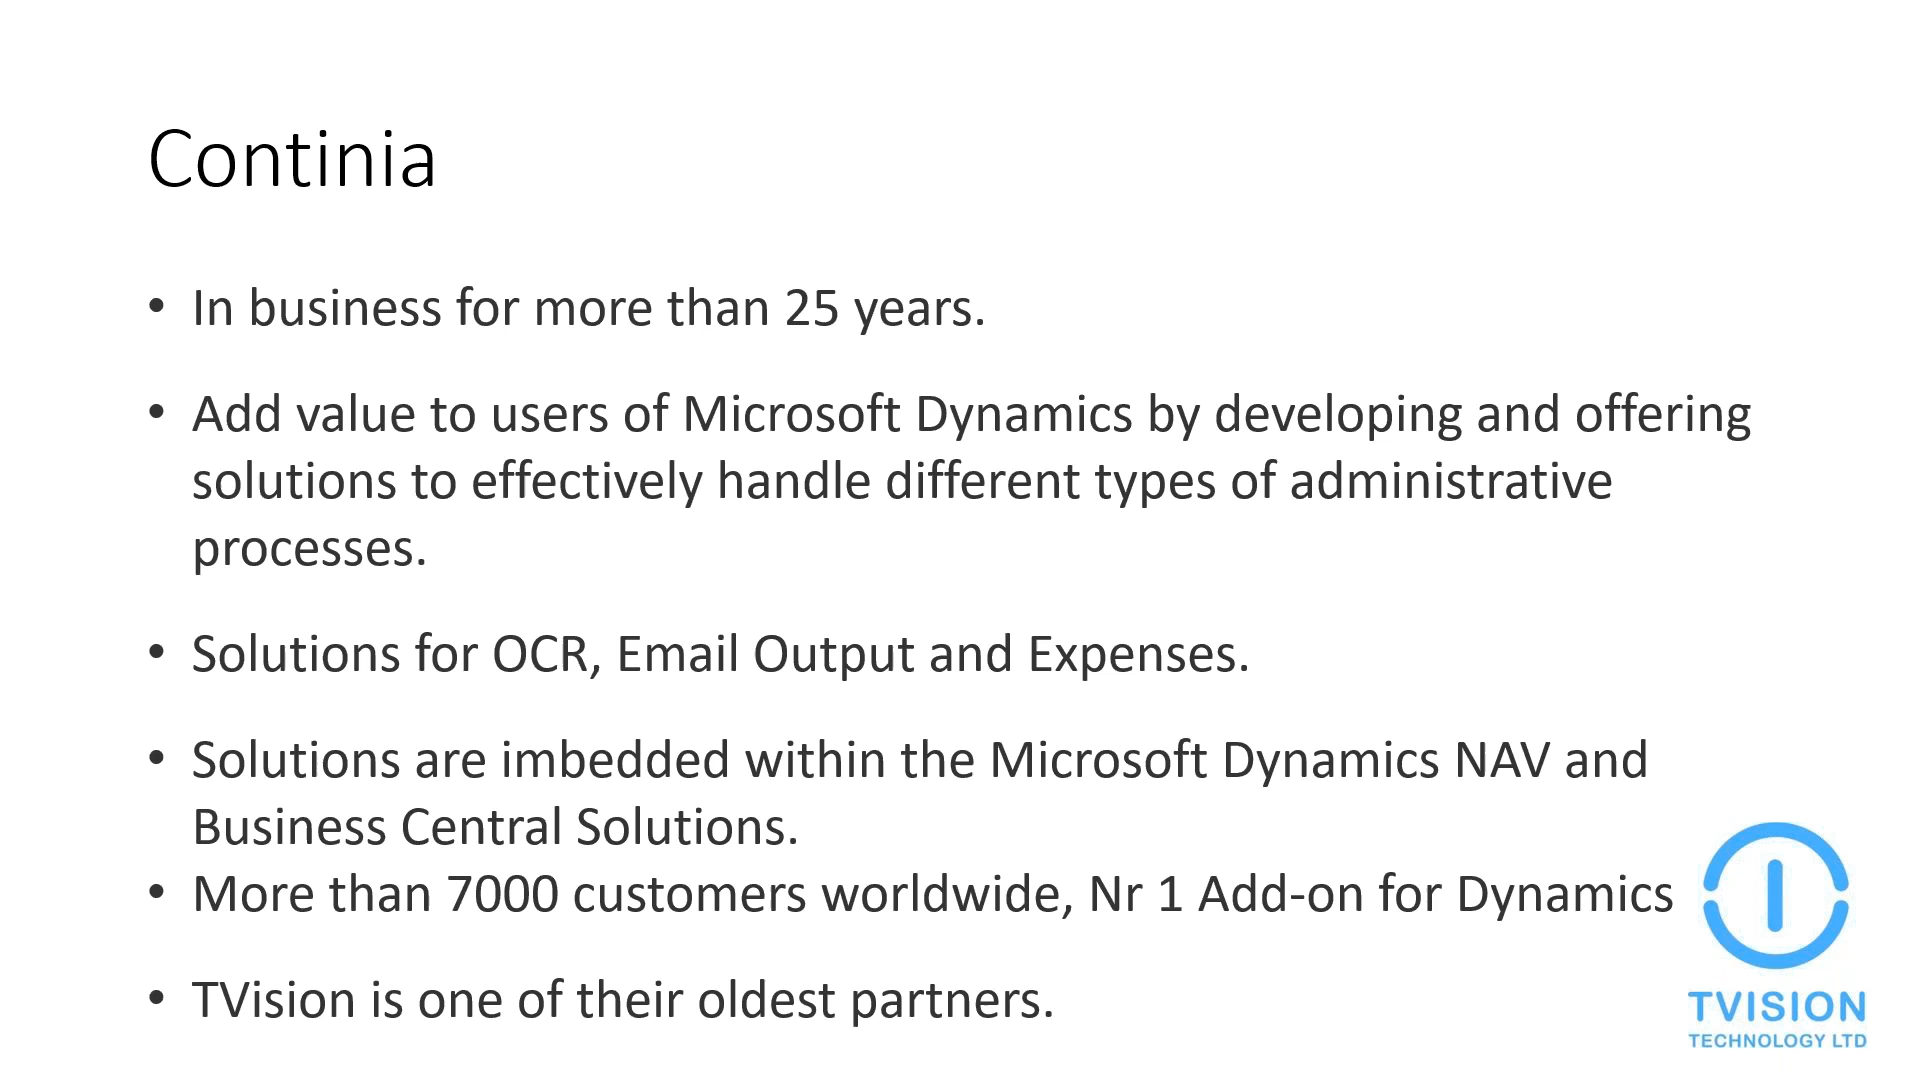 Continia
• In business for more than 25 years.
• Add value to users of Microsoft Dynamics by developing and offering
solutions to effectively handle different types of administrative
processes.
• Solutions for OCR, Email Output and Expenses.
• Solutions are imbedded within the Microsoft Dynamics NAV and
Business Central Solutions.
• More than 7000 customers worldwide, Nr 1 Add-on for Dynamics
• TVision is one of their oldest partners.
TVISION
TECHNOLOGY LTD